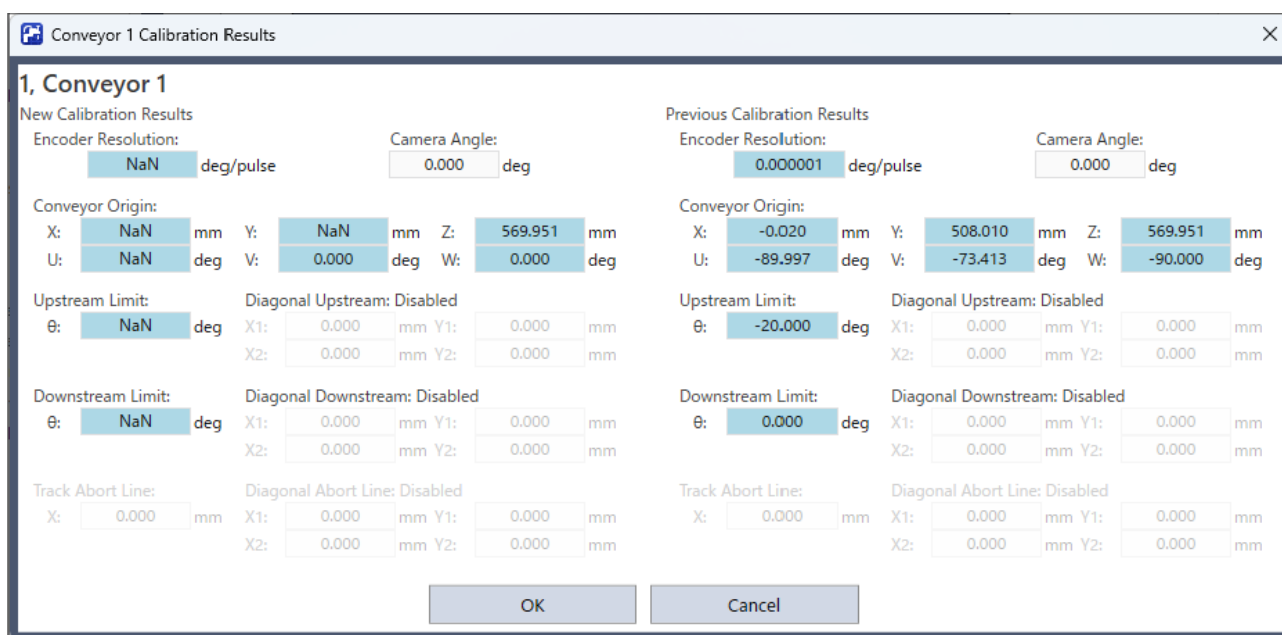 Conveyor 1 Calibration Results
1, Conveyor 1
New Calibration Results Previous Calibration Results
Encoder Resolution: Camera Angle: Encoder Resolution: Camera Angle:
NaN deg/pulse 0.000 deg 0.000001 deg/pulse 0.000 deg
Conveyor Origin: Conveyor Origin:
X: NaN mm Y: NaN mm Z: 569.951 mm X: -0.020 mm Y: 508.010 mm Z: 569.951 mm
U: NaN deg V: 0.000 deg W: 0.000 deg U: -89.997 deg V: -73.413 deg W: -90.000 deg
Upstream Limit: Diagonal Upstream: Disabled Upstream Limit: Diagonal Upstream: Disabled
θ: NaN deg X1: 0.000 mm Y1: 0.000 mm θ: -20.000 deg X1: 0.000 mm Y1: 0.000 mm
X2: 0.000 mm Y2: 0.000 mm X2: 0.000 mm Y2: 0.000 mm
Downstream Limit: Diagonal Downstream: Disabled Downstream Limit: Diagonal Downstream: Disabled
θ: NaN deg X1: 0.000 mm Y1: 0.000 mm θ: 0.000 deg X1: 0.000 mm Y1: 0.000 mm
X2: 0.000 mm Y2: 0.000 mm X2: 0.000 mm Y2: 0.000 mm
Track Abort Line: Diagonal Abort Line: Disabled Track Abort Line: Diagonal Abort Line: Disabled
X: 0.000 mm X1: 0.000 mm Y1: 0.000 mm X: 0.000 mm X1: 0.000 mm Y1: 0.000 mm
X2: 0.000 mm Y2: 0.000 mm X2: 0.000 mm Y2: 0.000 mm
OK Cancel